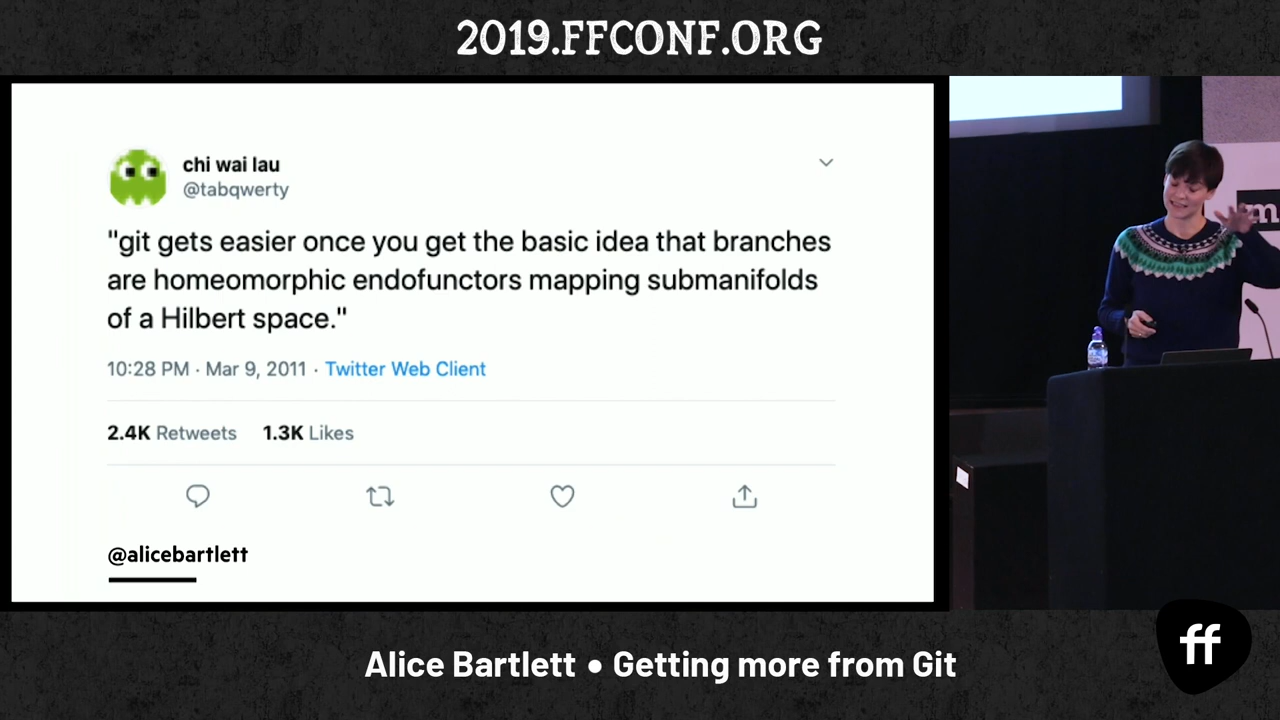 2019.FFCONF.ORG
chi wai lau
@tabqwerty
"git gets easier once you get the basic idea that branches
are homeomorphic endofunctors mapping submanifolds
of a Hilbert space."
10:28 PM · Mar 9, 2011 · Twitter Web Client
2.4K Retweets 1.3K Likes
@alicebartlett
m
Alice Bartlett • Getting more from Git
ff